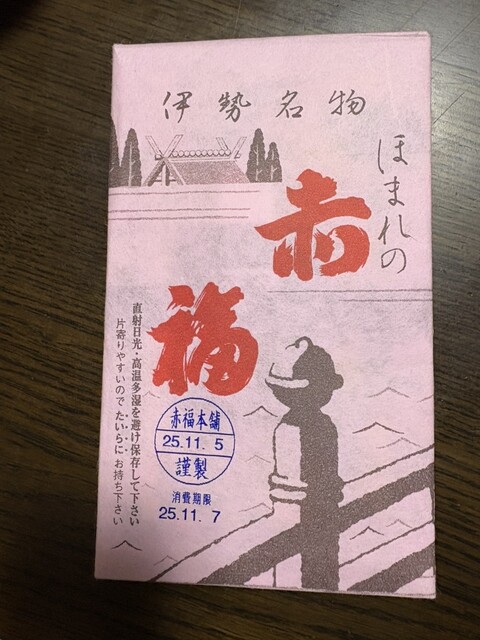 伊勢名物
ほまれの
赤
福
直射日光・高温多湿を避け保存して下さい
片寄りやすいのでたいらにお持ち下さい
赤福本舗
25.11. 5
謹製
消費期限
25.11. 7